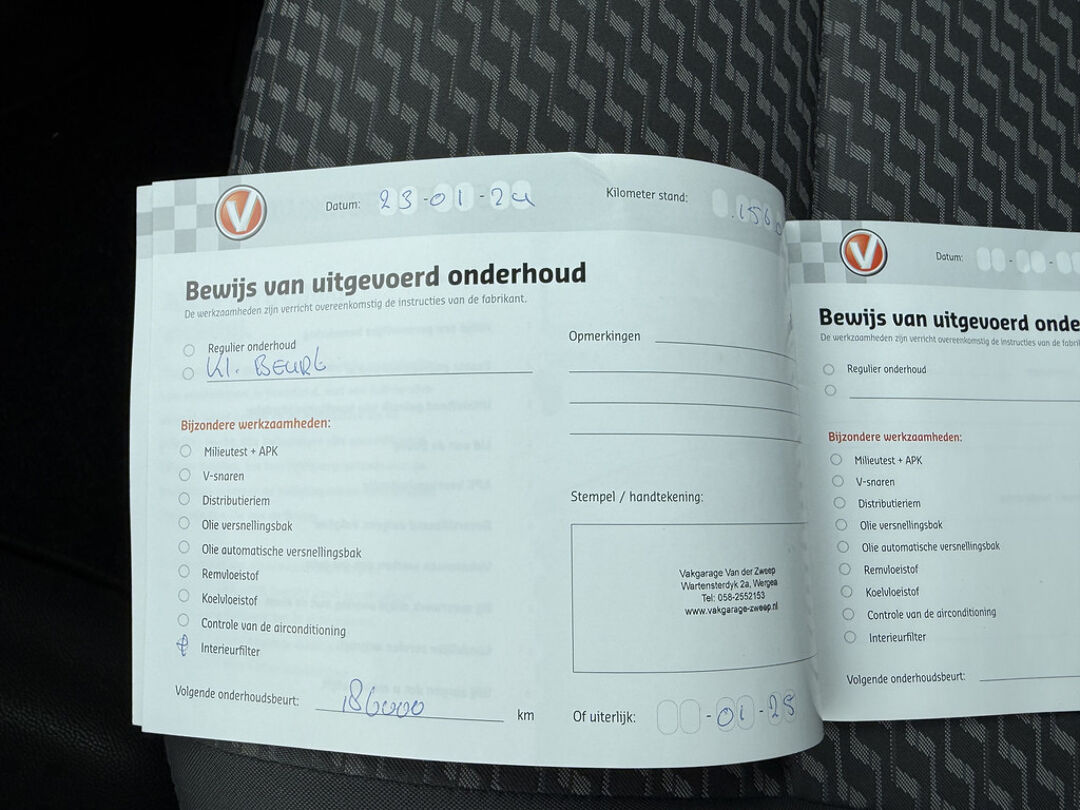 V
Datum: 23-01-24
Kilometer stand:
Bewijs van uitgevoerd onderhoud
De werkzaamheden zijn verricht overeenkomstig de instructies van de fabrikant.
Regulier onderhoud
Kl. BEURT
Bijzondere werkzaamheden:
Milieutest + APK
V-snaren
Distributieriem
Olie versnellingsbak
Olie automatische versnellingsbak
Remvloeistof
Koelvloeistof
Controle van de airconditioning
Interieurfilter
Volgende onderhoudsbeurt: 186000 km
Opmerkingen
Stempel / handtekening:
Vakgarage Van der Zweep
Wartensterdyk 2a, Wergea
Tel: 058-2552153
www.vakgarage-zweep.nl
Of uiterlijk: -01-25
V
Datum:
Bewijs van uitgevoerd onde
De werkzaamheden zijn verricht overeenkomstig de instructies van de fabri
Regulier onderhoud
Bijzondere werkzaamheden:
Milieutest + APK
V-snaren
Distributieriem
Olie versnellingsbak
Olie automatische versnellingsbak
Remvloeistof
Koelvloeistof
Controle van de airconditioning
Interieurfilter
Volgende onderhoudsbeurt: